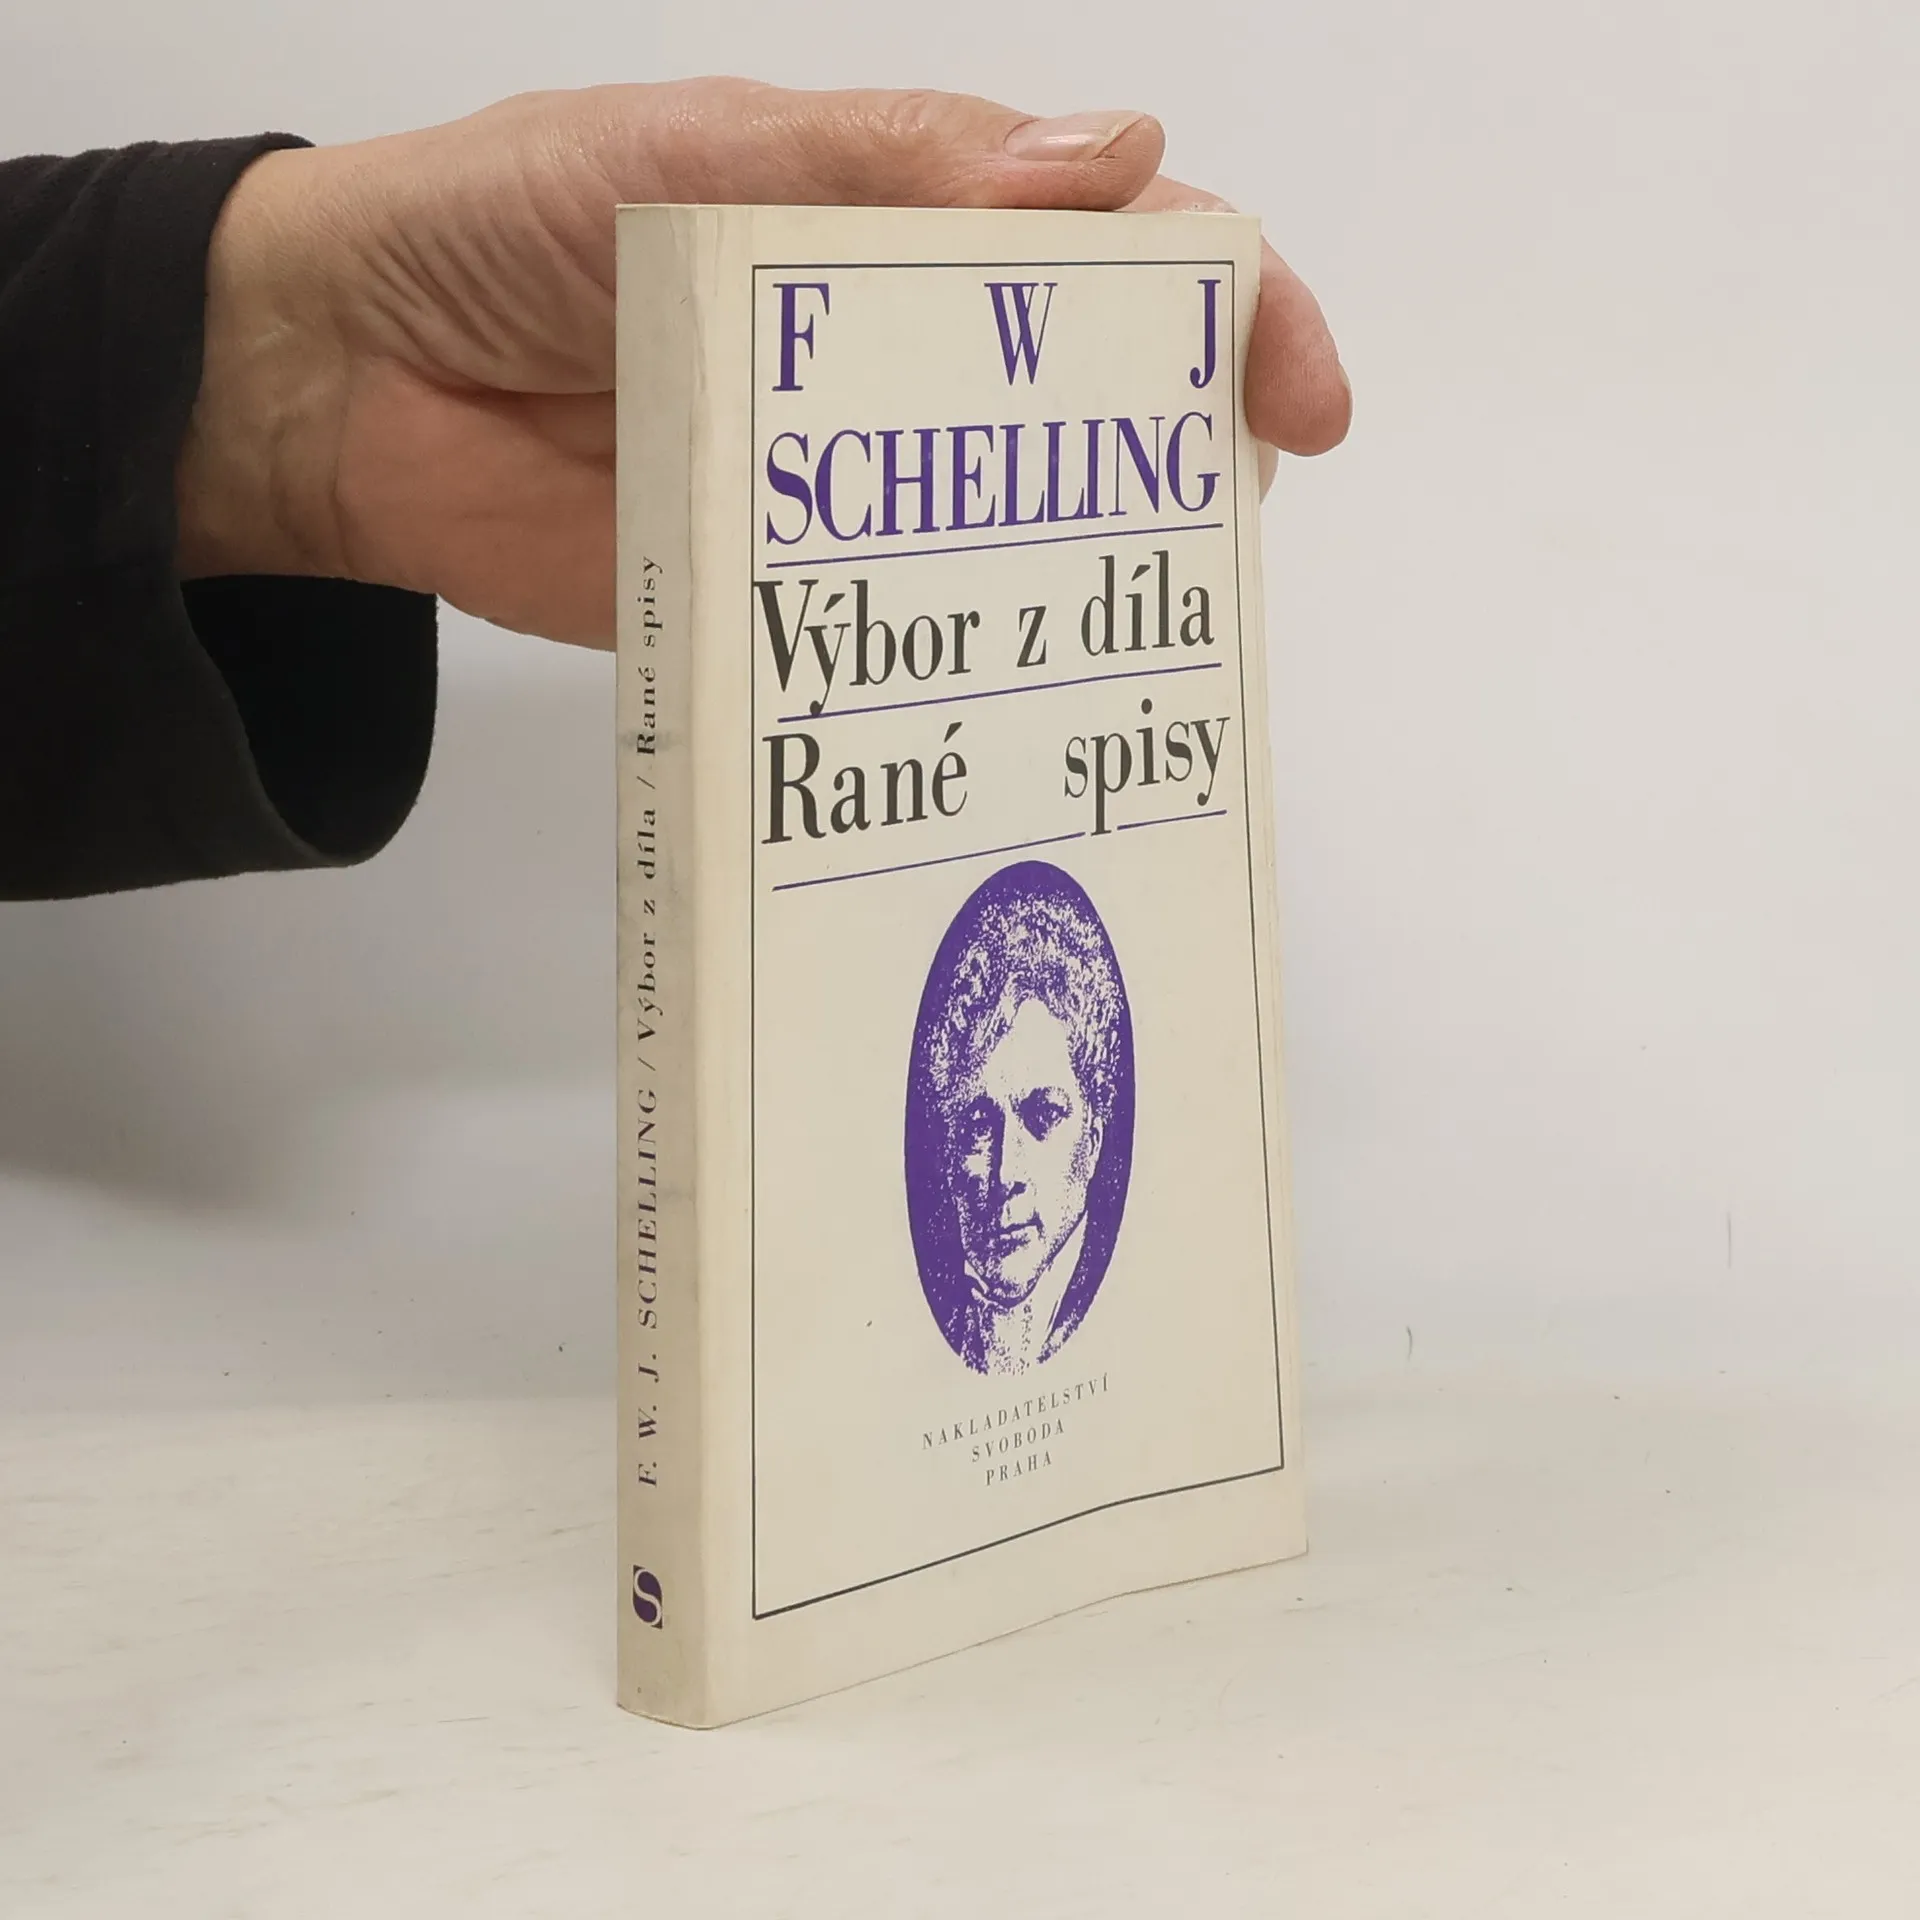 F W J
SCHELLING
Výbor z díla
Rané spisy
NAKLADATELSTVÍ
SVOBODA
PRAHA
F. W. J. SCHELLING / Výbor z díla / Rané spisy
S